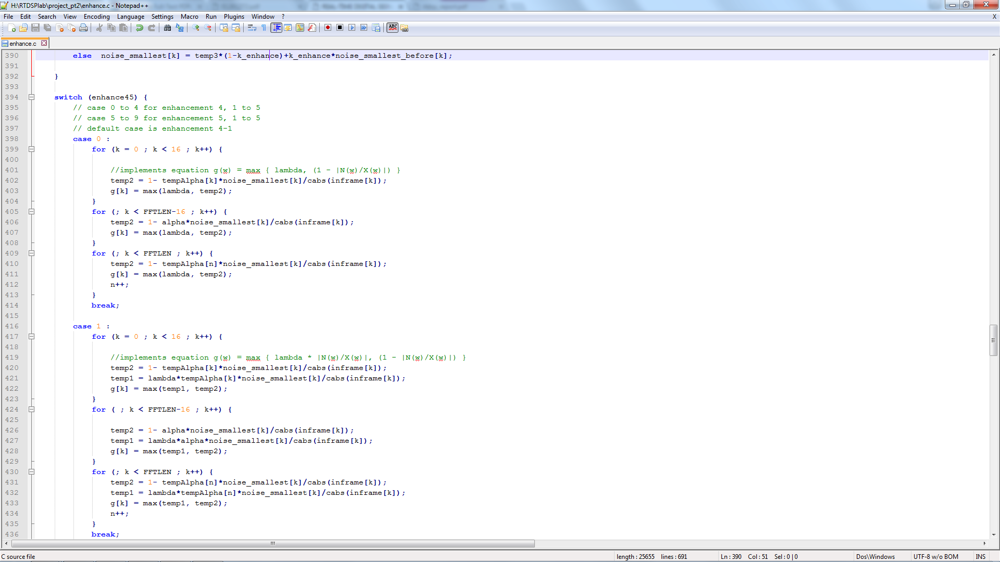 H:\RTDSPlab\project_pt2\enhance.c - Notepad++
File Edit Search View Encoding Language Settings Macro Run Plugins Window ? X
enhance.c
390 else  noise_smallest[k] = temp3*(1-k_enhance)+k_enhance*noise_smallest_before[k];
391
392 }
393
394 switch (enhance45) {
395 // case 0 to 4 for enhancement 4, 1 to 5
396 // case 5 to 9 for enhancement 5, 1 to 5
397 // default case is enhancement 4-1
398 case 0 :
399 for (k = 0 ; k < 16 ; k++) {
400
401 //implements equation g(w) = max { lambda, (1 - |N(w)/X(w)|) }
402 temp2 = 1- tempAlpha[k]*noise_smallest[k]/cabs(inframe[k]);
403 g[k] = max(lambda, temp2);
404 }
405 for (; k < FFTLEN-16 ; k++) {
406 temp2 = 1- alpha*noise_smallest[k]/cabs(inframe[k]);
407 g[k] = max(lambda, temp2);
408 }
409 for (; k < FFTLEN ; k++) {
410 temp2 = 1- tempAlpha[n]*noise_smallest[k]/cabs(inframe[k]);
411 g[k] = max(lambda, temp2);
412 n++;
413 }
414 break;
415
416 case 1 :
417 for (k = 0 ; k < 16 ; k++) {
418
419 //implements equation g(w) = max { lambda * |N(w)/X(w)|, (1 - |N(w)/X(w)|) }
420 temp2 = 1- tempAlpha[k]*noise_smallest[k]/cabs(inframe[k]);
421 temp1 = lambda*tempAlpha[k]*noise_smallest[k]/cabs(inframe[k]);
422 g[k] = max(temp1, temp2);
423 }
424 for ( ; k < FFTLEN-16 ; k++) {
425
426 temp2 = 1- alpha*noise_smallest[k]/cabs(inframe[k]);
427 temp1 = lambda*alpha*noise_smallest[k]/cabs(inframe[k]);
428 g[k] = max(temp1, temp2);
429 }
430 for (; k < FFTLEN ; k++) {
431 temp2 = 1- tempAlpha[n]*noise_smallest[k]/cabs(inframe[k]);
432 temp1 = lambda*tempAlpha[n]*noise_smallest[k]/cabs(inframe[k]);
433 g[k] = max(temp1, temp2);
434 n++;
435 }
436 break;
C source file length : 25655 lines : 691 Ln : 390 Col : 51 Sel : 0 | 0 Dos\Windows UTF-8 w/o BOM INS